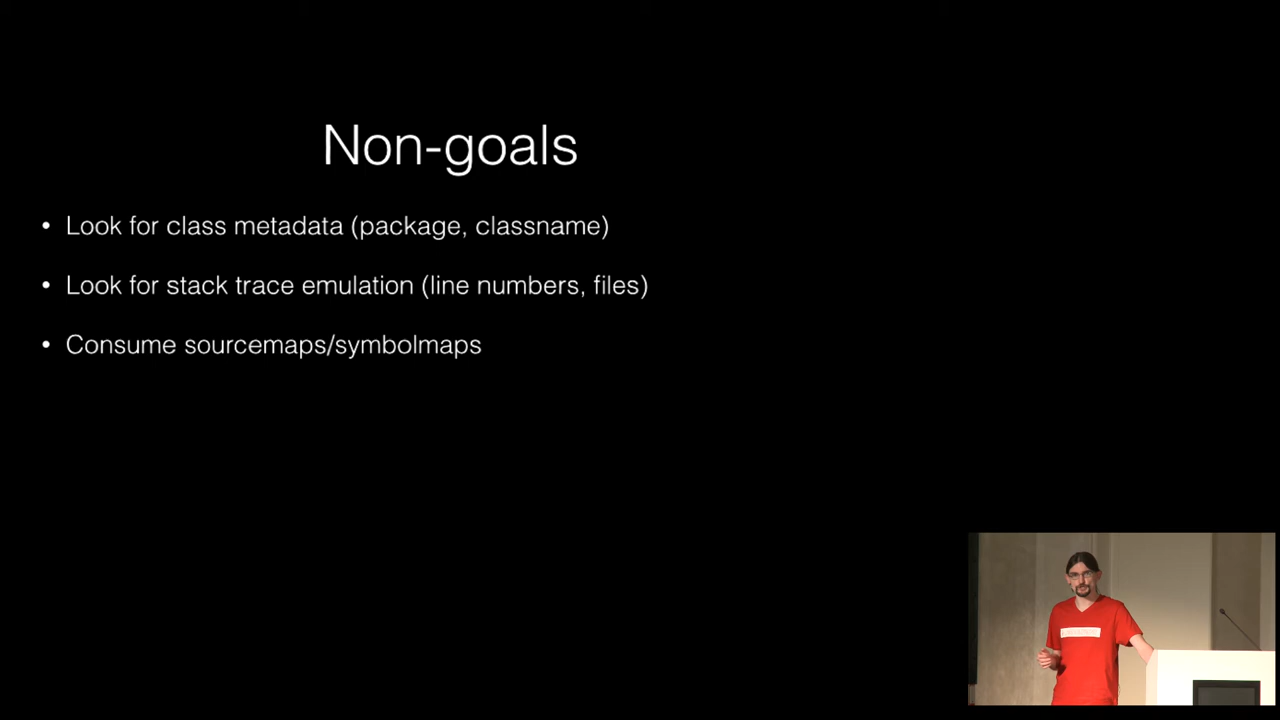 Non-goals
• Look for class metadata (package, classname)
• Look for stack trace emulation (line numbers, files)
• Consume sourcemaps/symbolmaps